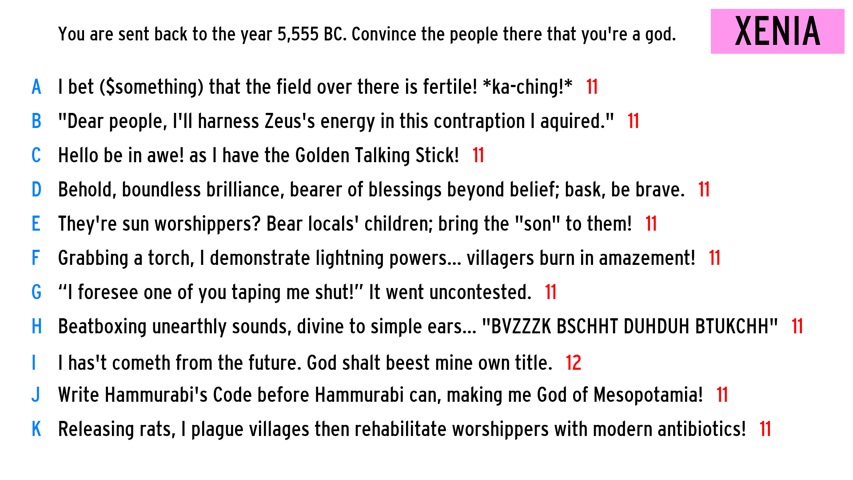 You are sent back to the year 5,555 BC. Convince the people there that you're a god.
XENIA
A I bet ($something) that the field over there is fertile! *ka-ching!* 11
B "Dear people, I'll harness Zeus's energy in this contraption I aquired." 11
C Hello be in awe! as I have the Golden Talking Stick! 11
D Behold, boundless brilliance, bearer of blessings beyond belief; bask, be brave. 11
E They're sun worshippers? Bear locals' children; bring the "son" to them! 11
F Grabbing a torch, I demonstrate lightning powers... villagers burn in amazement! 11
G “I foresee one of you taping me shut!” It went uncontested. 11
H Beatboxing unearthly sounds, divine to simple ears... "BVZZZK BSCHHT DUHDUH BTUKCHH" 11
I I has't cometh from the future. God shalt beest mine own title. 12
J Write Hammurabi's Code before Hammurabi can, making me God of Mesopotamia! 11
K Releasing rats, I plague villages then rehabilitate worshippers with modern antibiotics! 11